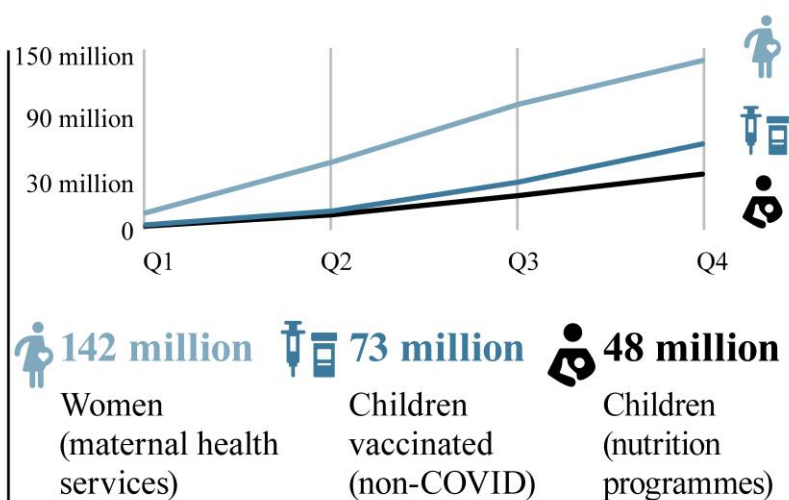 150 million
90 million
30 million
0
Q1 Q2 Q3 Q4
142 million 73 million 48 million
Women Children Children
(maternal health vaccinated (nutrition
services) (non-COVID) programmes)